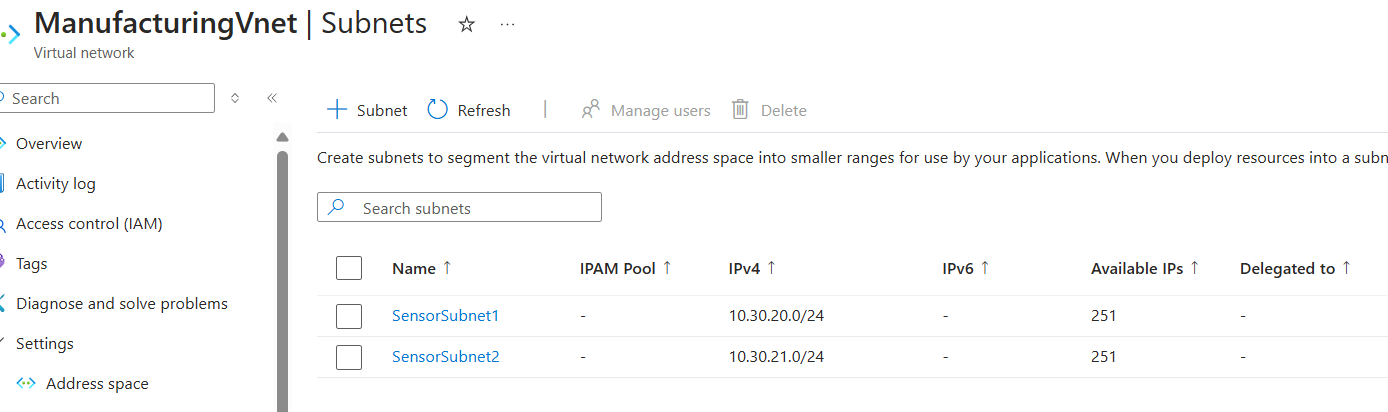 ManufacturingVnet | Subnets
Virtual network
Search
Subnet Refresh Manage users Delete
Overview
Activity log
Access control (IAM)
Tags
Diagnose and solve problems
Settings
Address space
Create subnets to segment the virtual network address space into smaller ranges for use by your applications. When you deploy resources into a subn
Search subnets
Name ↑ IPAM Pool ↑ IPv4 ↑ IPv6 ↑ Available IPs ↑ Delegated to ↑
SensorSubnet1 - 10.30.20.0/24 - 251 -
SensorSubnet2 - 10.30.21.0/24 - 251 -